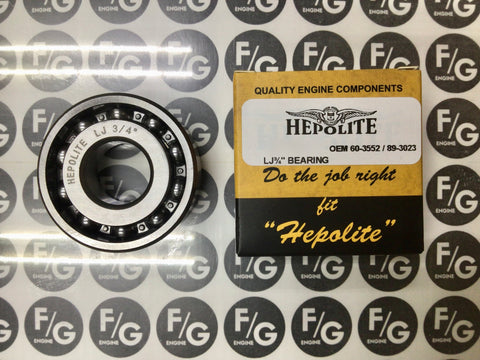 HEPOLITE LJ 3/4"
QUALITY ENGINE COMPONENTS
HEPOLITE
OEM 60-3552 / 89-3023
LJ¾" BEARING
Do the job right
fit
"Hepolite"
F/G
ENGINE